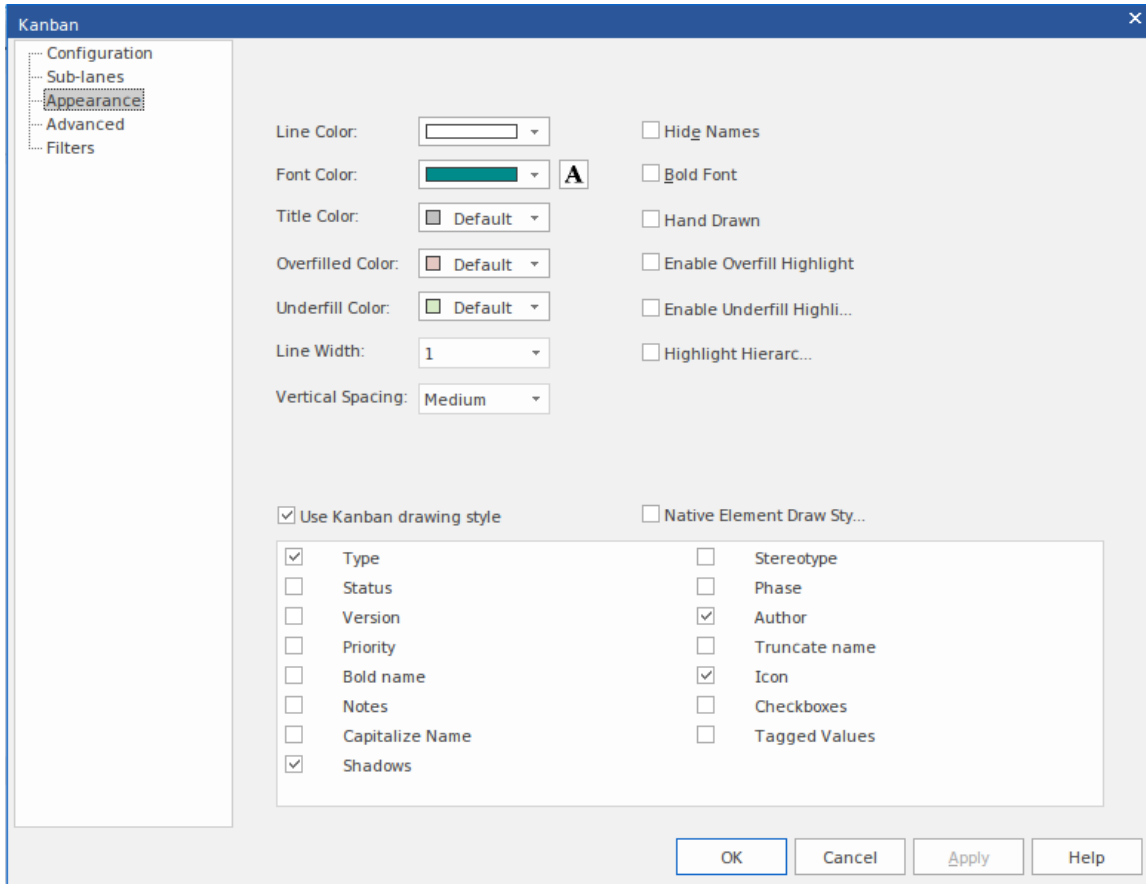 Kanban
Configuration
Sub-lanes
Appearance
Advanced
Filters
Line Color:
Hide Names
Font Color:
A
Bold Font
Title Color:
Default
Hand Drawn
Overfilled Color:
Default
Enable Overfill Highlight
Underfill Color:
Default
Enable Underfill Highli...
Line Width:
1
Highlight Hierarc...
Vertical Spacing:
Medium
Use Kanban drawing style
Native Element Draw Sty...
Type
Stereotype
Status
Phase
Version
Author
Priority
Truncate name
Bold name
Icon
Notes
Checkboxes
Capitalize Name
Tagged Values
Shadows
OK
Cancel
Apply
Help